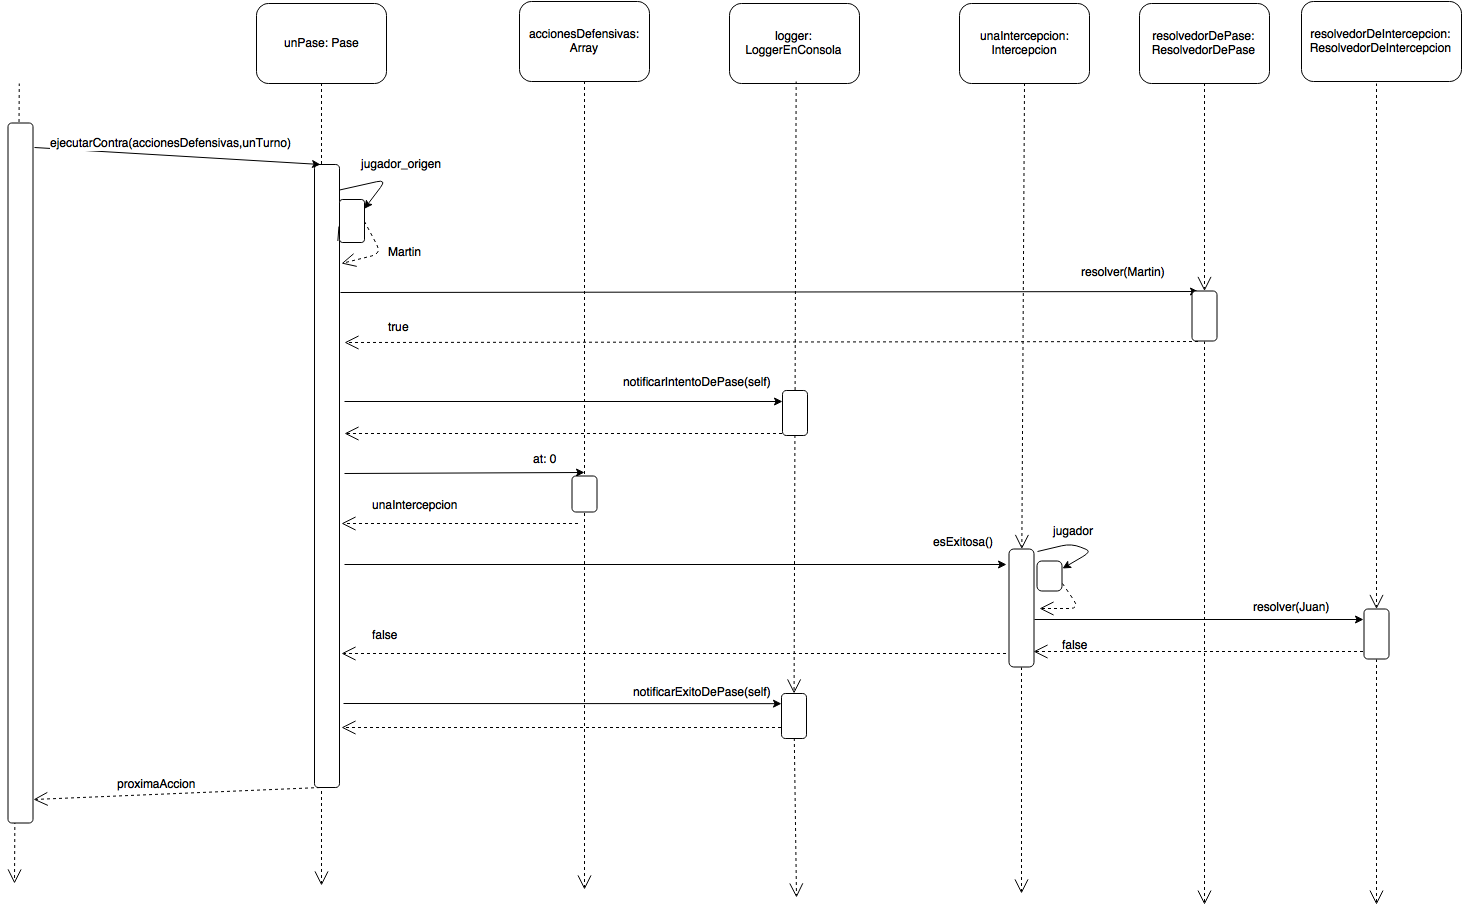 unPase: Pase
accionesDefensivas:
Array
logger:
LoggerEnConsola
unaIntercepcion:
Intercepcion
resolvedorDePase:
ResolvedorDePase
resolvedorDeIntercepcion:
ResolvedorDeIntercepcion
ejecutarContra(accionesDefensivas,unTurno)
jugador_origen
Martin
resolver(Martin)
true
notificarIntentoDePase(self)
at: 0
unaIntercepcion
jugador
esExitosa()
resolver(Juan)
false
false
notificarExitoDePase(self)
proximaAccion